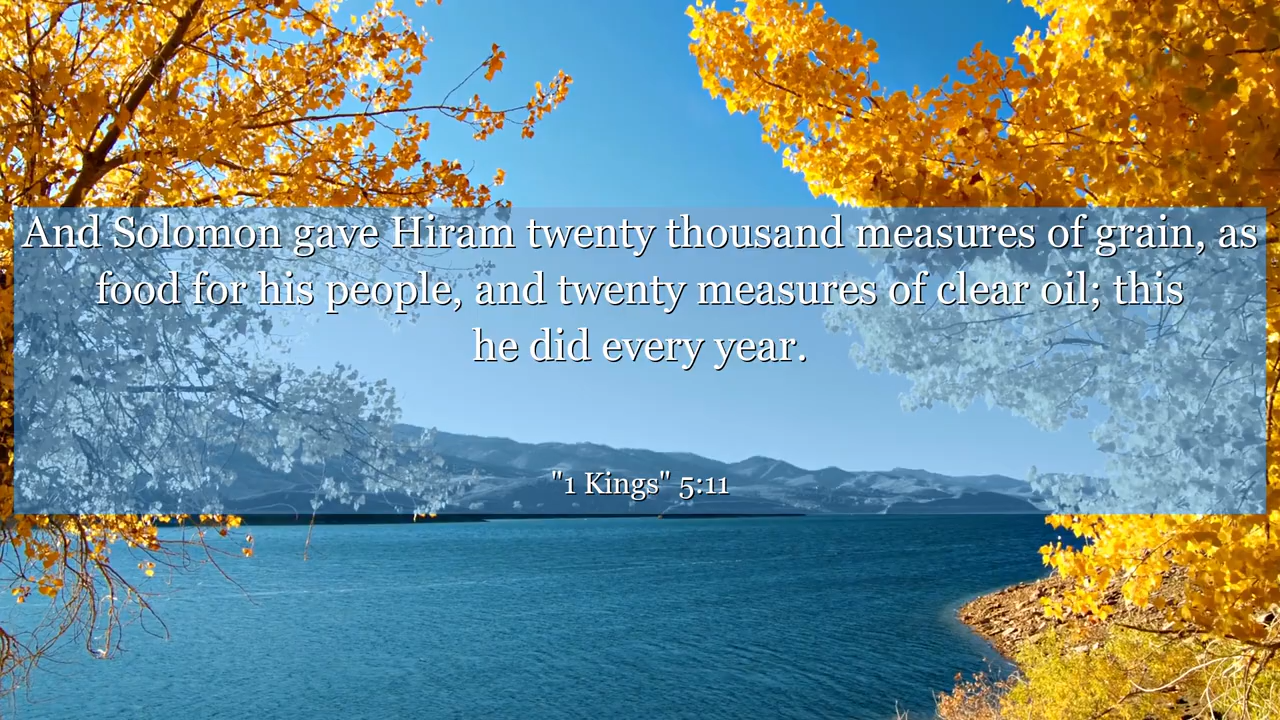 And Solomon gave Hiram twenty thousand measures of grain, as
food for his people, and twenty measures of clear oil; this
he did every year.
"1 Kings" 5:11